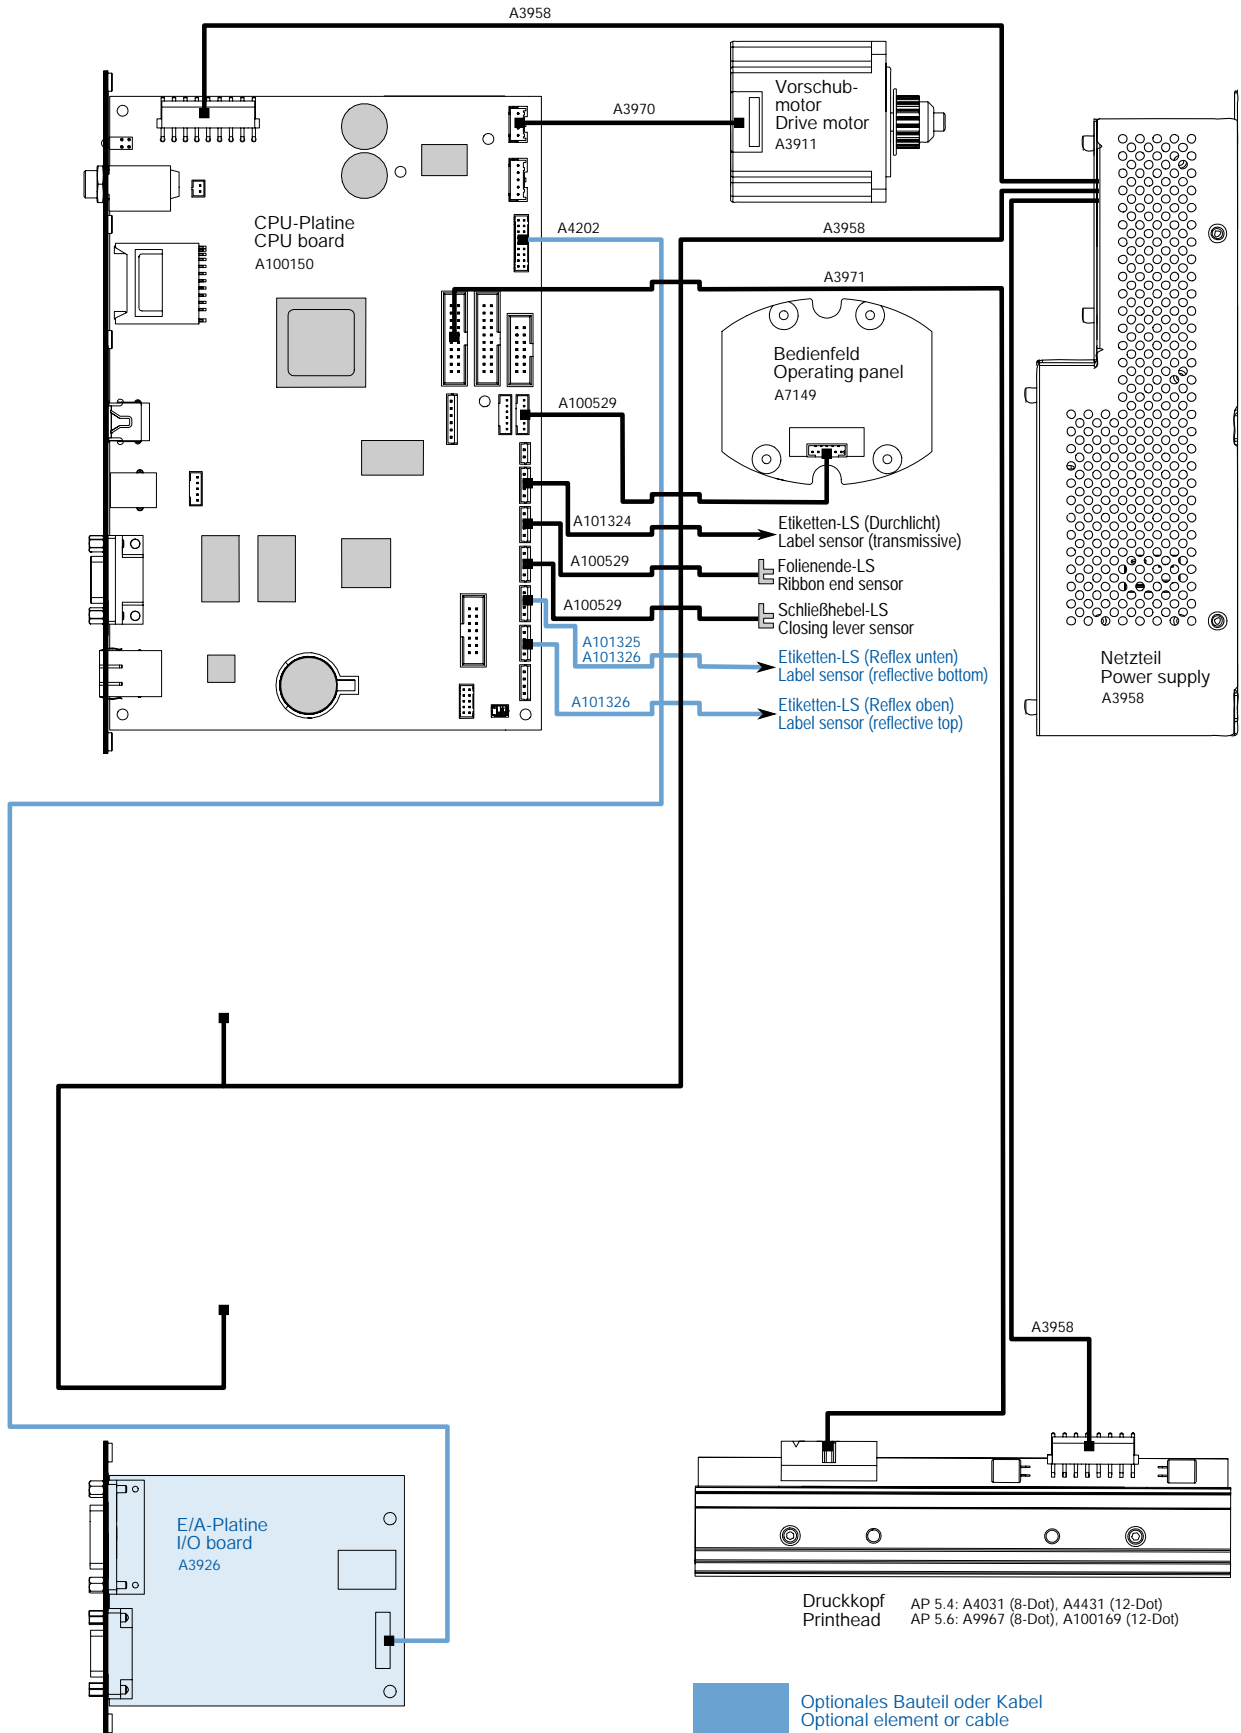 A3958
Vorschub-
motor
Drive motor
A3911
A3970
CPU-Platine
CPU board
A100150
A4202
A3958
A3971
Bedienfeld
Operating panel
A7149
A100529
A101324
Etiketten-LS (Durchlicht)
Label sensor (transmissive)
A100529
Folienende-LS
Ribbon end sensor
A100529
Schließhebel-LS
Closing lever sensor
A101325
A101326
Etiketten-LS (Reflex unten)
Label sensor (reflective bottom)
A101326
Etiketten-LS (Reflex oben)
Label sensor (reflective top)
Netzteil
Power supply
A3958
A3958
E/A-Platine
I/O board
A3926
Druckkopf AP 5.4: A4031 (8-Dot), A4431 (12-Dot)
Printhead AP 5.6: A9967 (8-Dot), A100169 (12-Dot)
Optionales Bauteil oder Kabel
Optional element or cable